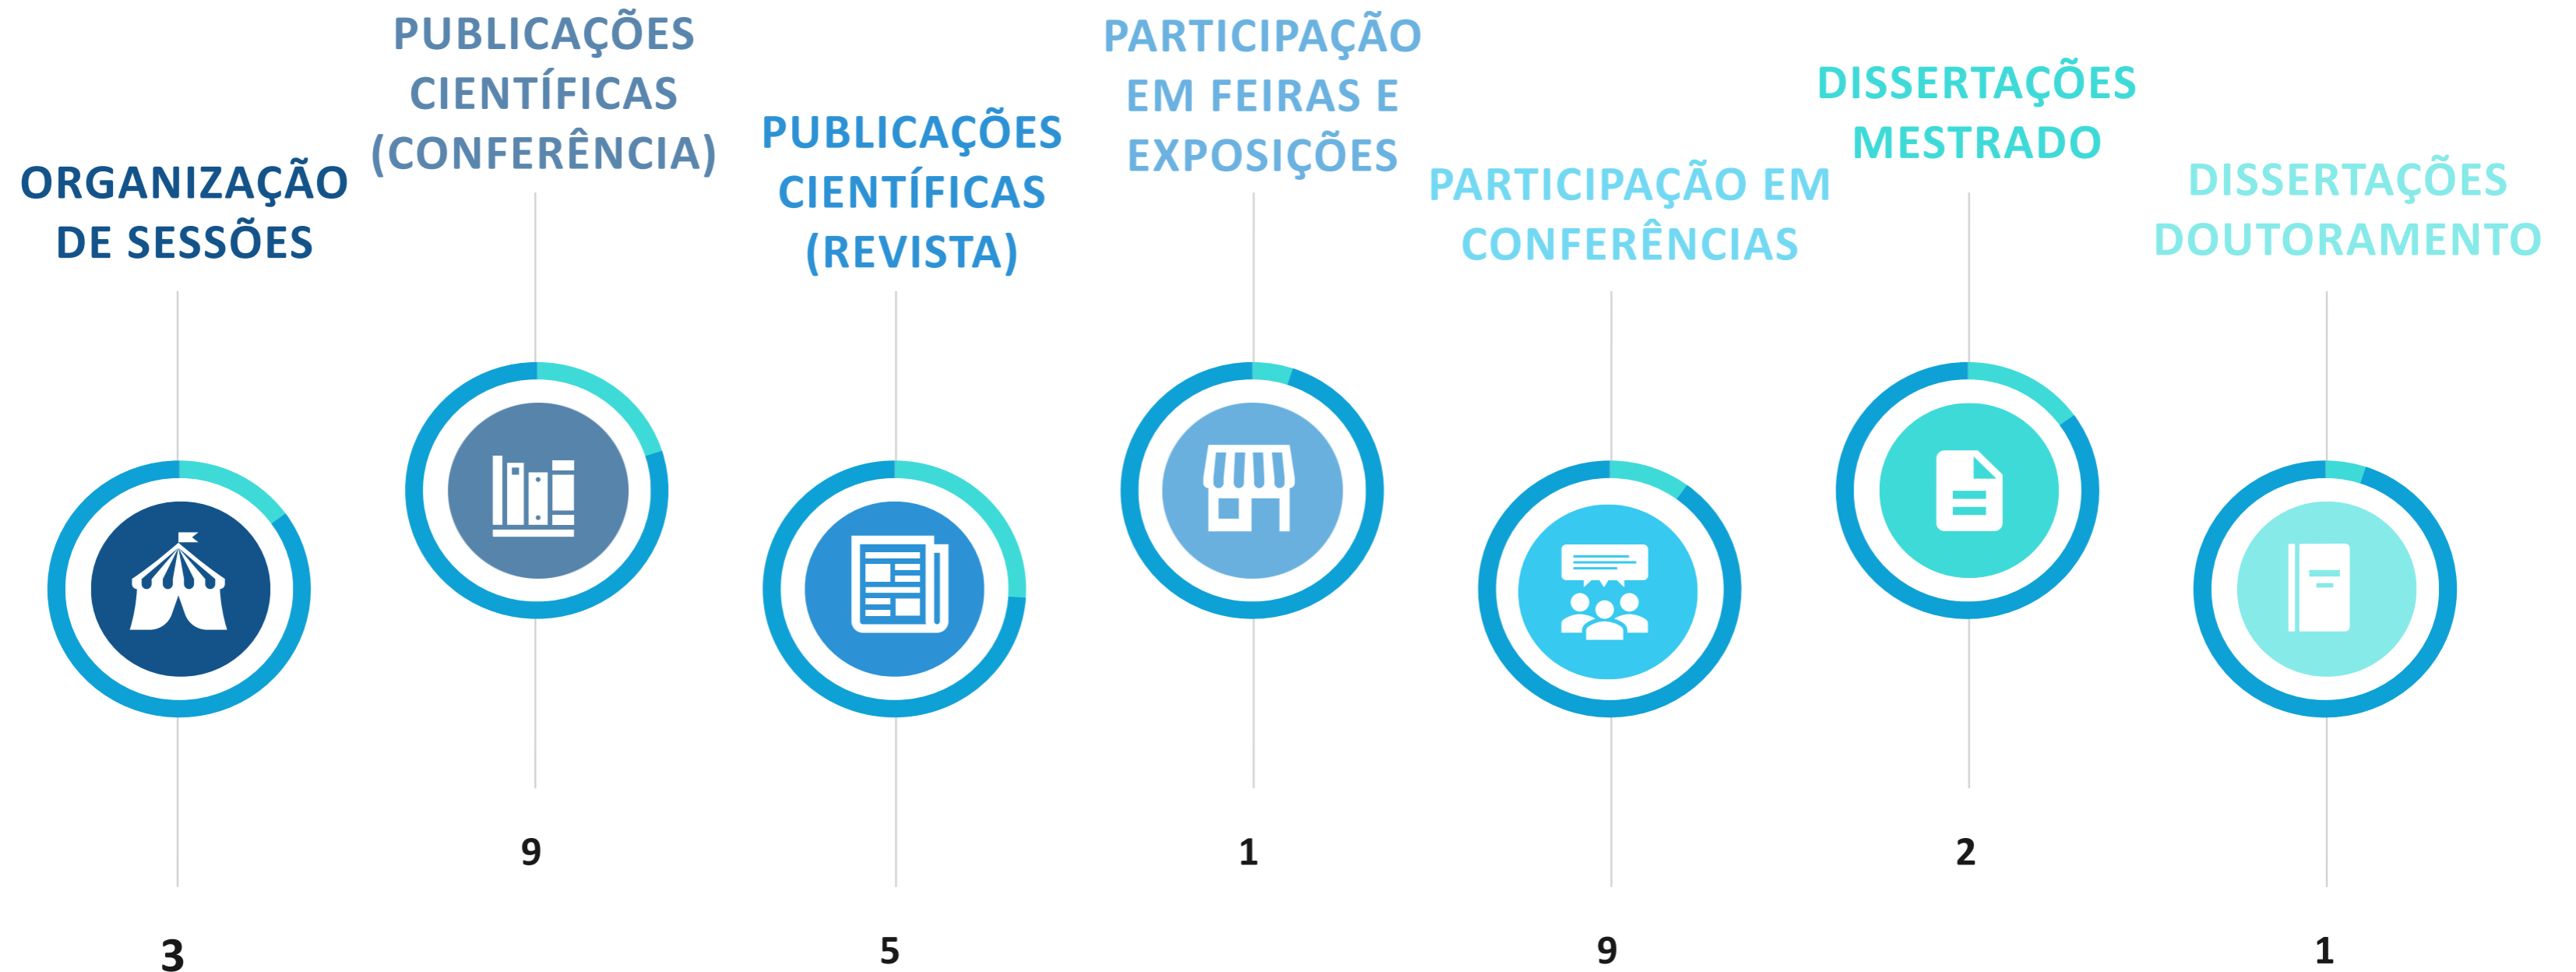 ORGANIZAÇÃO
DE SESSÕES
3
PUBLICAÇÕES
CIENTÍFICAS
(CONFERÊNCIA)
9
PUBLICAÇÕES
CIENTÍFICAS
(REVISTA)
5
PARTICIPAÇÃO
EM FEIRAS E
EXPOSIÇÕES
1
PARTICIPAÇÃO EM
CONFERÊNCIAS
9
DISSERTAÇÕES
MESTRADO
2
DISSERTAÇÕES
DOUTORAMENTO
1